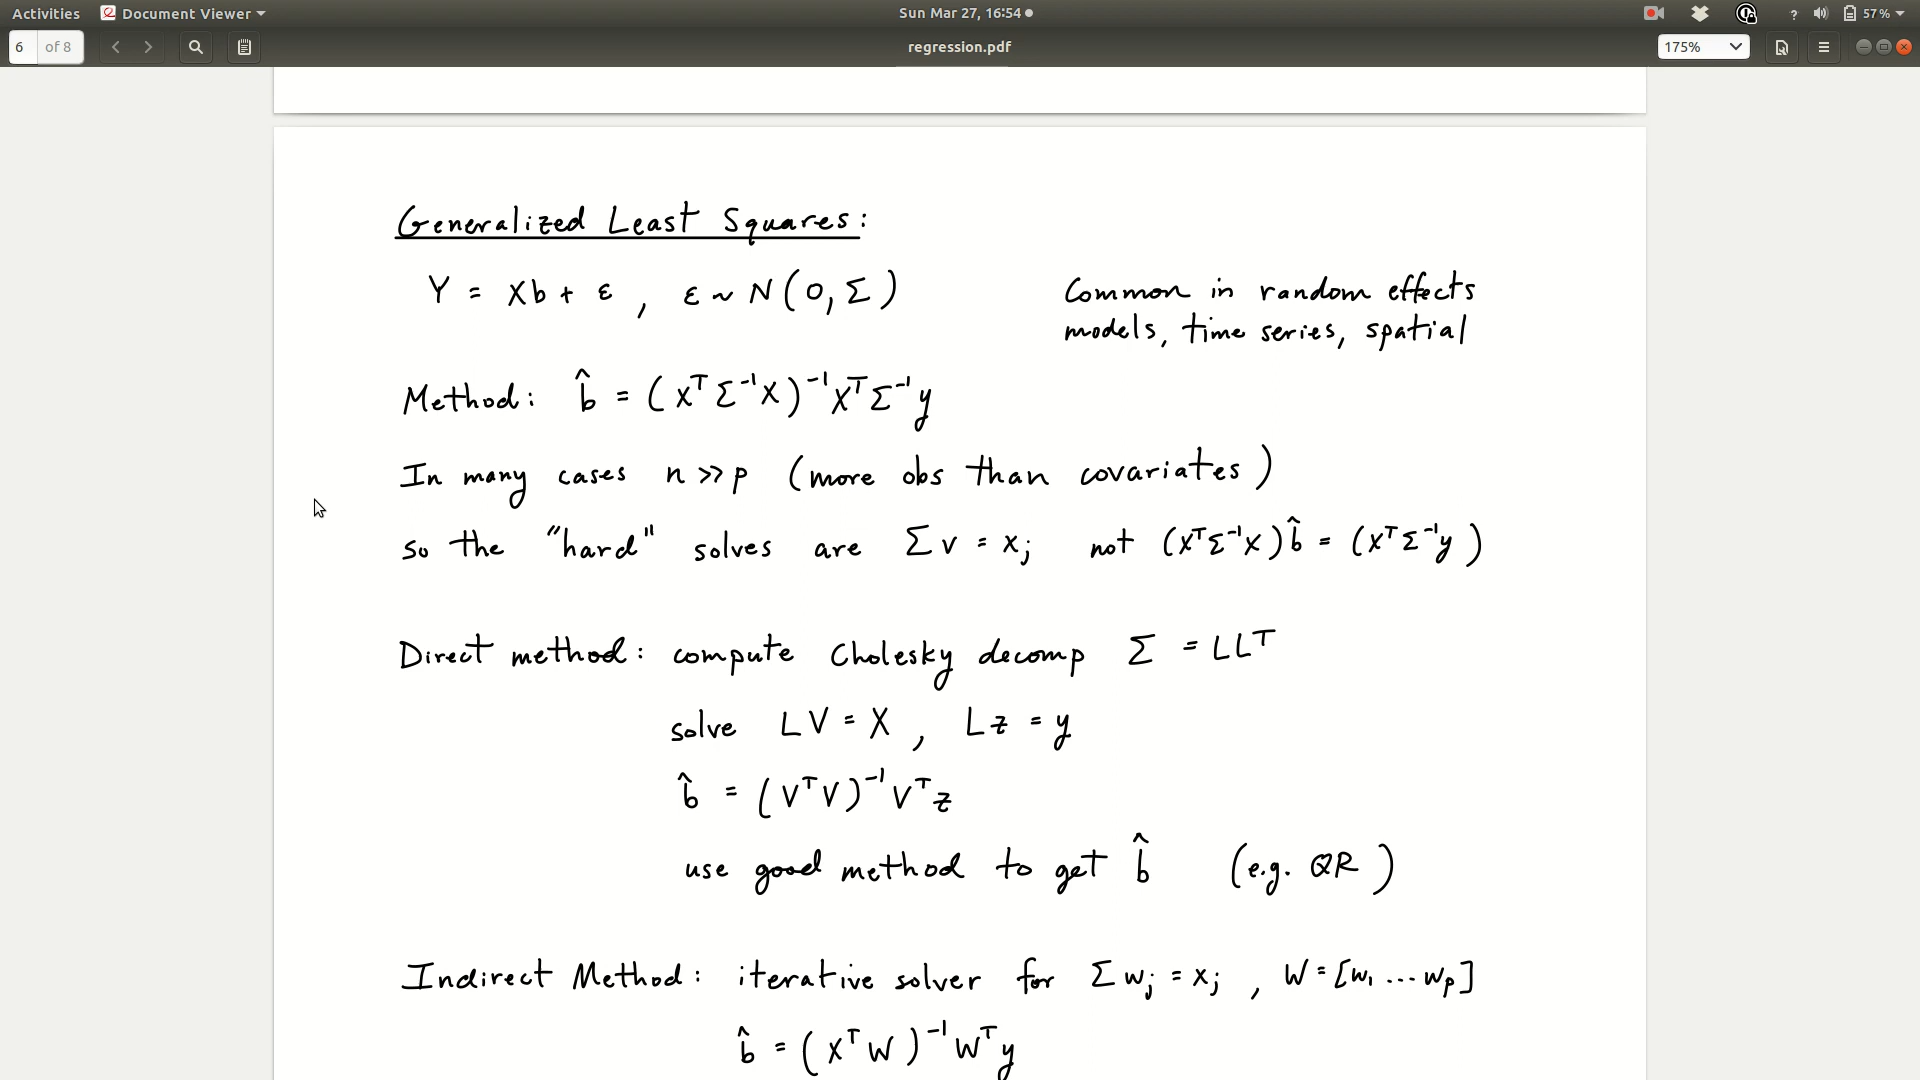 Activities Document Viewer Sun Mar 27, 16:54 ? 57%
6 of 8 regression.pdf 175%
Generalized Least Squares:
Y = Xb + ε , ε ~ N(0, Σ)
Common in random effects
models, time series, spatial
Method: b̂ = (XᵀΣ⁻¹X)⁻¹XᵀΣ⁻¹y
In many cases n >> p (more obs than covariates)
so the "hard" solves are Σv = xⱼ not (XᵀΣ⁻¹X)b̂ = (XᵀΣ⁻¹y)
Direct method: compute Cholesky decomp Σ = LLᵀ
solve LV = X , Lz = y
b̂ = (VᵀV)⁻¹Vᵀz
use good method to get b̂ (e.g. QR)
Indirect Method: iterative solver for Σwⱼ = xⱼ , W = [w₁ ... wₚ]
b̂ = (XᵀW)⁻¹Wᵀy